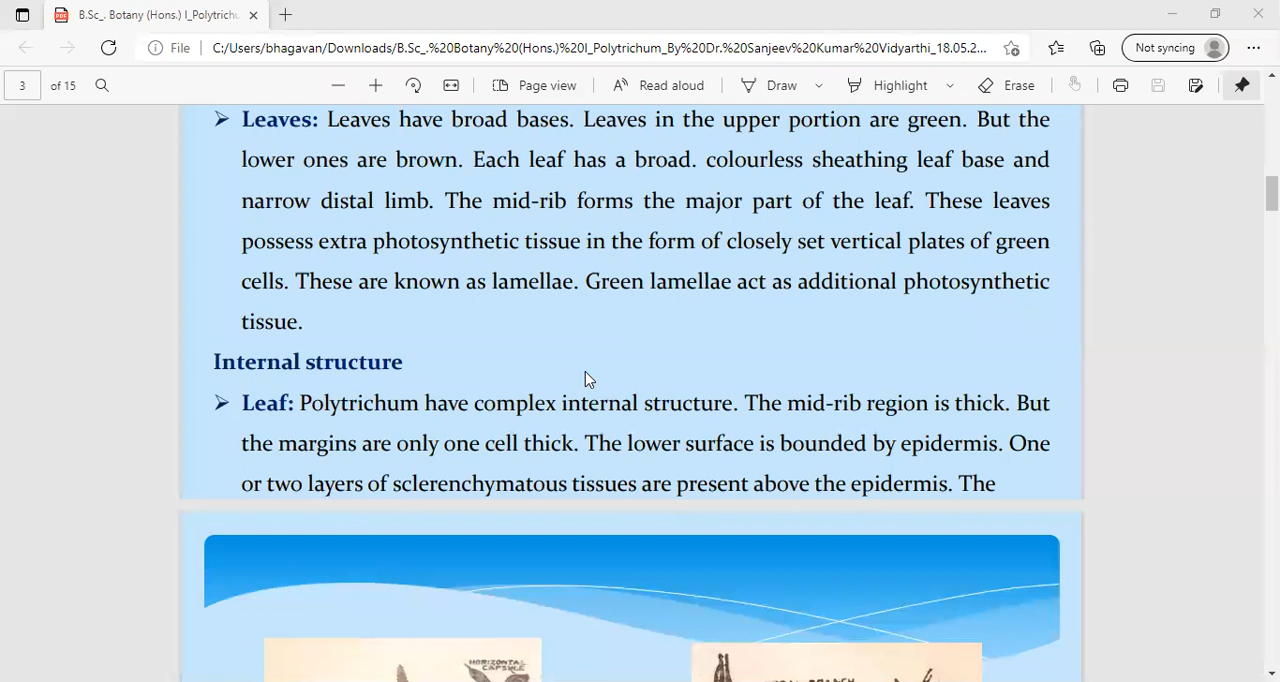 B.Sc_. Botany (Hons.) I_Polytrichu
Not syncing
File
C:/Users/bhagavan/Downloads/B.Sc_.%20Botany%20(Hons.)%20I_Polytrichum_By%20Dr.%20Sanjeev%20Kumar%20Vidyarthi_18.05.2...
3 of 15
Page view
Read aloud
Draw
Highlight
Erase
Leaves: Leaves have broad bases. Leaves in the upper portion are green. But the
lower ones are brown. Each leaf has a broad. colourless sheathing leaf base and
narrow distal limb. The mid-rib forms the major part of the leaf. These leaves
possess extra photosynthetic tissue in the form of closely set vertical plates of green
cells. These are known as lamellae. Green lamellae act as additional photosynthetic
tissue.
Internal structure
Leaf: Polytrichum have complex internal structure. The mid-rib region is thick. But
the margins are only one cell thick. The lower surface is bounded by epidermis. One
or two layers of sclerenchymatous tissues are present above the epidermis. The
HORIZONTAL
CAPSULE